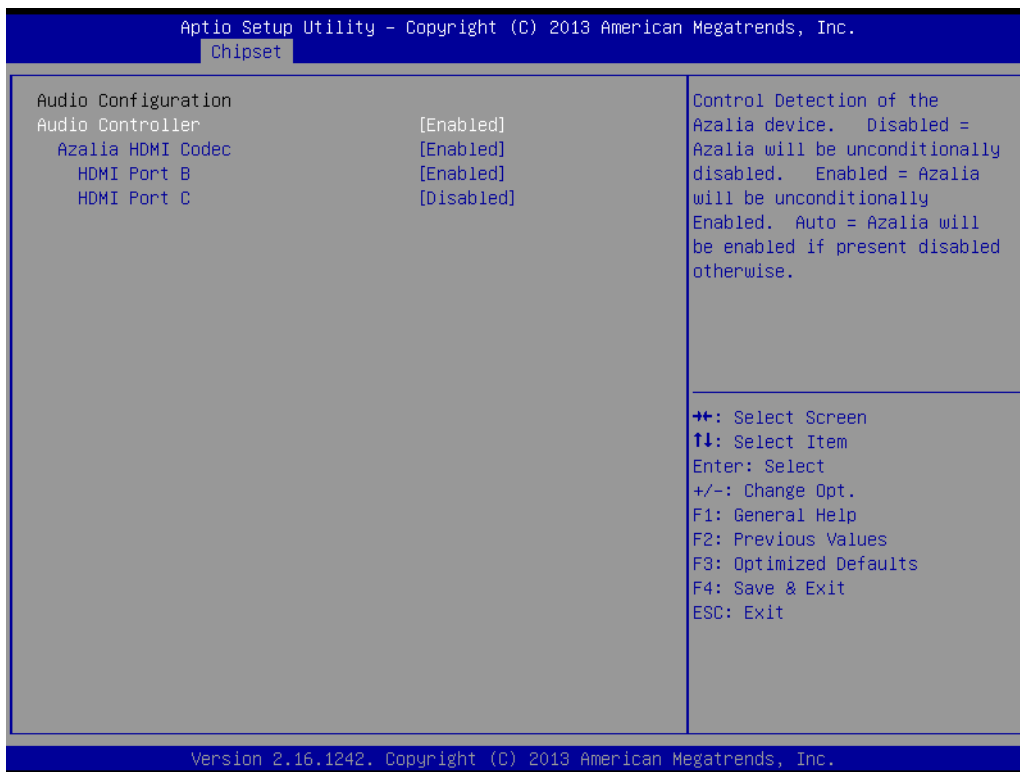 Aptio Setup Utility – Copyright (C) 2013 American Megatrends, Inc.
Chipset
Audio Configuration
Audio Controller [Enabled]
Azalia HDMI Codec [Enabled]
HDMI Port B [Enabled]
HDMI Port C [Disabled]
Control Detection of the
Azalia device. Disabled =
Azalia will be unconditionally
disabled. Enabled = Azalia
will be unconditionally
Enabled. Auto = Azalia will
be enabled if present disabled
otherwise.
→←: Select Screen
↑↓: Select Item
Enter: Select
+/-: Change Opt.
F1: General Help
F2: Previous Values
F3: Optimized Defaults
F4: Save & Exit
ESC: Exit
Version 2.16.1242. Copyright (C) 2013 American Megatrends, Inc.